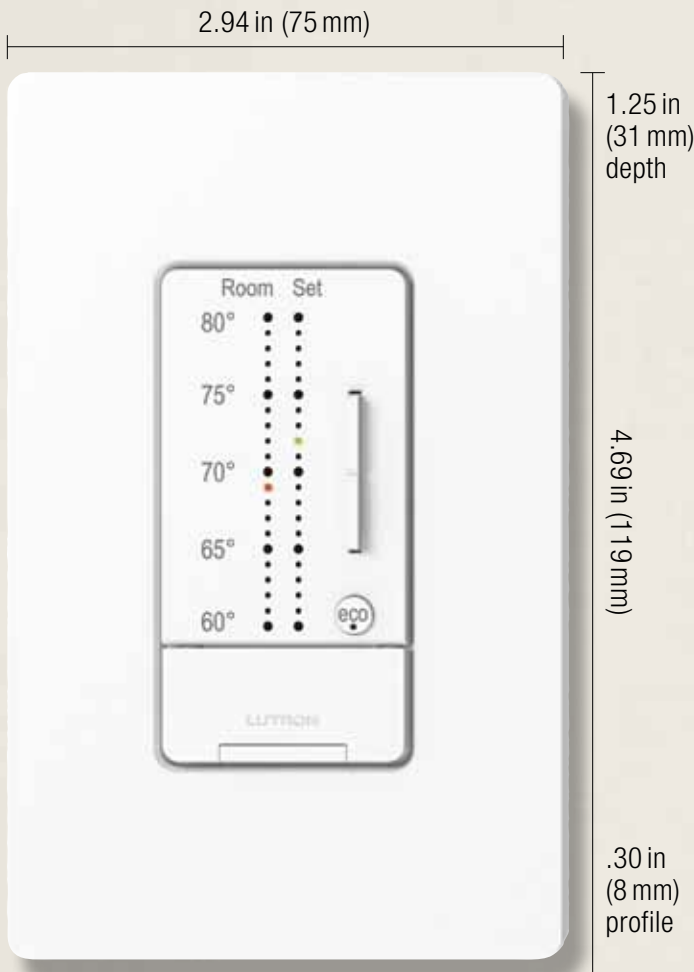 2.94 in (75 mm)
1.25 in
(31 mm)
depth
Room Set
80°
75°
70°
65°
60°
eco
LUTRON
4.69 in (119 mm)
.30 in
(8 mm)
profile